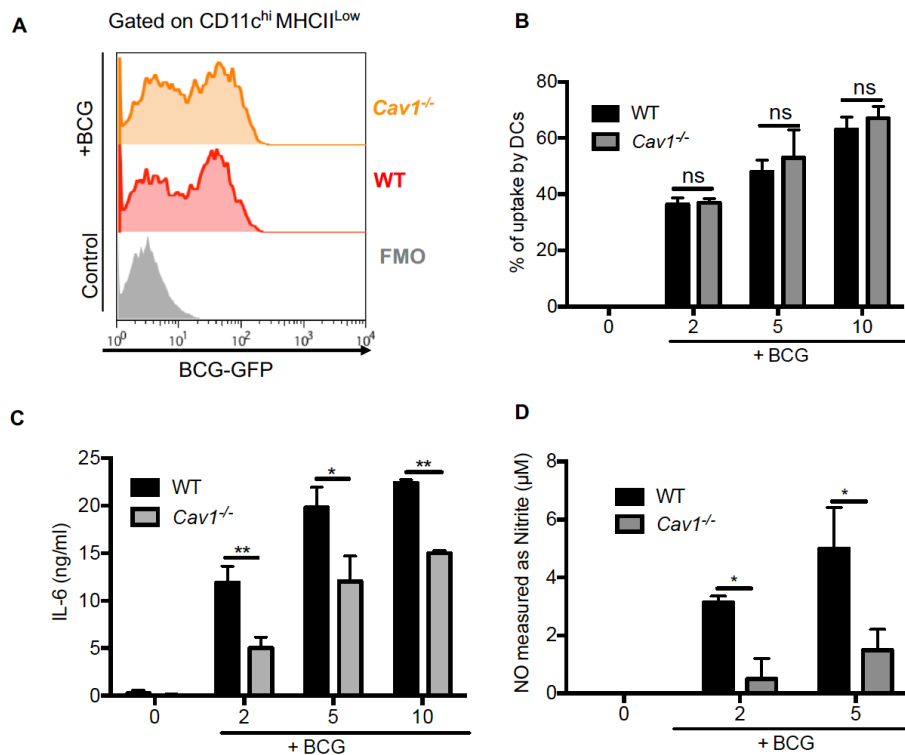 A
Gated on CD11c^hi MHCII^Low
+BCG
Control
Cav1^-/-
WT
FMO
10^0 10^1 10^2 10^3 10^4
BCG-GFP
B
% of uptake by DCs
80
60
40
20
0
WT
Cav1^-/-
ns
ns
ns
0 2 5 10
+ BCG
C
IL-6 (ng/ml)
25
20
15
10
5
0
WT
Cav1^-/-
**
*
**
0 2 5 10
+ BCG
D
NO measured as Nitrite (µM)
8
6
4
2
0
WT
Cav1^-/-
*
*
0 2 5
+ BCG